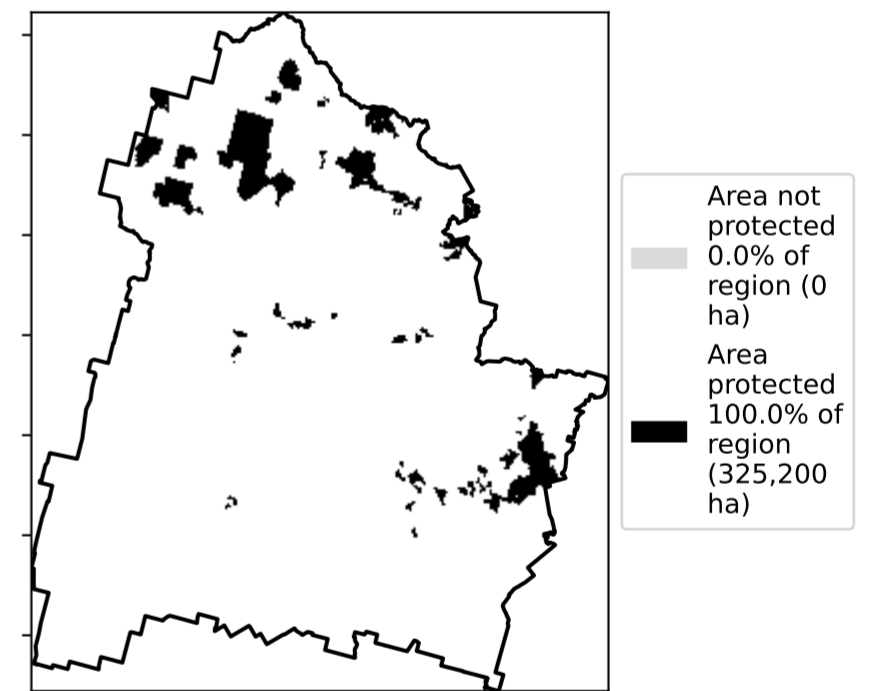 Area not
protected
0.0% of
region (0
ha)
Area
protected
100.0% of
region
(325,200
ha)